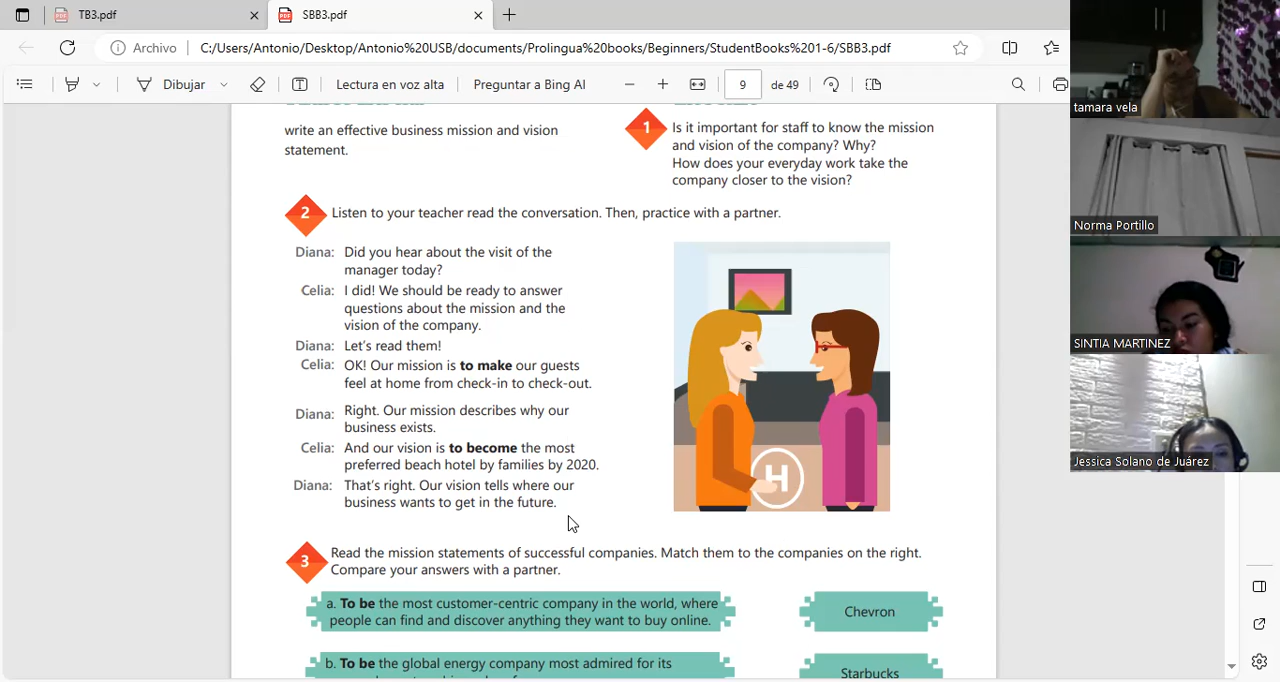 TB3.pdf
SBB3.pdf
Archivo
C:/Users/Antonio/Desktop/Antonio%20USB/documents/Prolingua%20books/Beginners/StudentBooks%201-6/SBB3.pdf
Dibujar
Lectura en voz alta
Preguntar a Bing AI
9
de 49
write an effective business mission and vision
statement.
1
Is it important for staff to know the mission
and vision of the company? Why?
How does your everyday work take the
company closer to the vision?
2
Listen to your teacher read the conversation. Then, practice with a partner.
Diana: Did you hear about the visit of the
manager today?
Celia: I did! We should be ready to answer
questions about the mission and the
vision of the company.
Diana: Let's read them!
Celia: OK! Our mission is to make our guests
feel at home from check-in to check-out.
Diana: Right. Our mission describes why our
business exists.
Celia: And our vision is to become the most
preferred beach hotel by families by 2020.
Diana: That's right. Our vision tells where our
business wants to get in the future.
H
3
Read the mission statements of successful companies. Match them to the companies on the right.
Compare your answers with a partner.
a. To be the most customer-centric company in the world, where
people can find and discover anything they want to buy online.
Chevron
b. To be the global energy company most admired for its
Starbucks
tamara vela
Norma Portillo
SINTIA MARTINEZ
Jessica Solano de Juárez